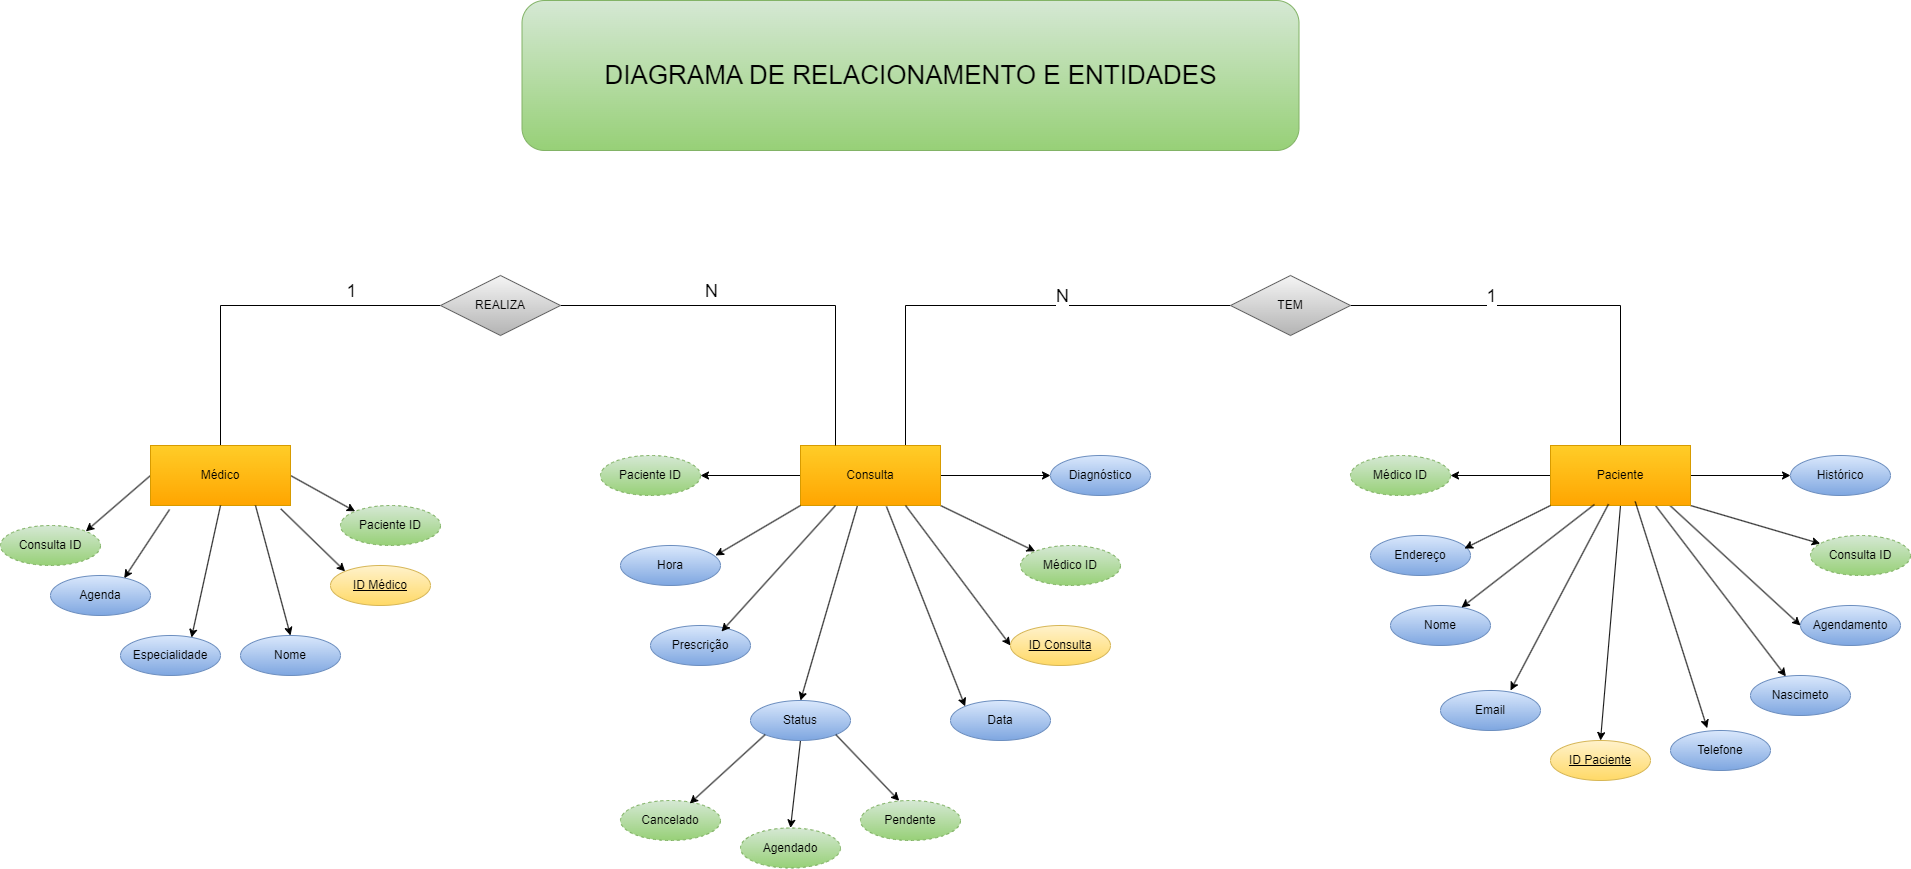 DIAGRAMA DE RELACIONAMENTO E ENTIDADES
1
REALIZA
N
N
TEM
1
Médico
Consulta ID
Agenda
Especialidade
Nome
ID Médico
Paciente ID
Consulta
Paciente ID
Diagnóstico
Hora
Médico ID
Prescrição
ID Consulta
Status
Data
Cancelado
Agendado
Pendente
Paciente
Médico ID
Histórico
Endereço
Consulta ID
Nome
Agendamento
Email
Nascimeto
ID Paciente
Telefone